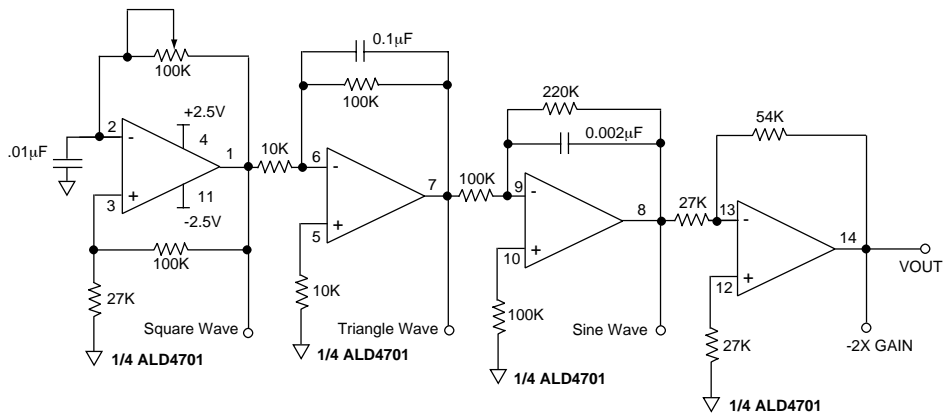 100K
2
-
+2.5V
4
.01µF
1
+
3
11
-2.5V
100K
27K
Square Wave
1/4 ALD4701
0.1µF
100K
10K
6
-
7
+
5
10K
Triangle Wave
1/4 ALD4701
220K
0.002µF
100K
9
-
8
+
10
100K
Sine Wave
1/4 ALD4701
54K
27K
13
-
14
VOUT
12
+
27K
-2X GAIN
1/4 ALD4701